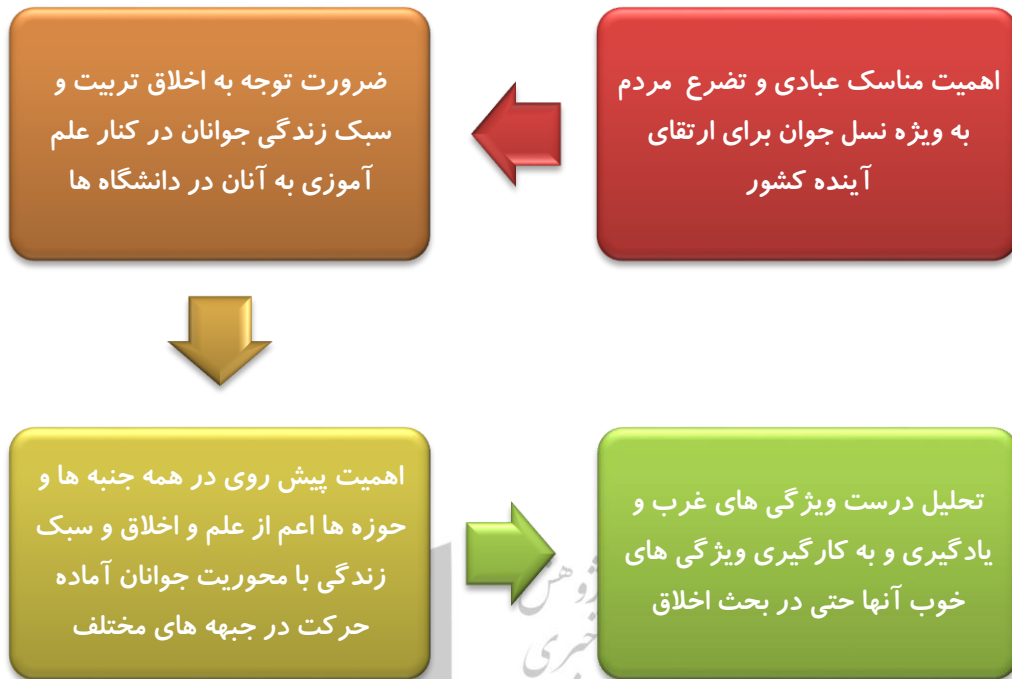 اهمیت مناسک عبادی و تضرع مردم
به ویژه نسل جوان برای ارتقای
آینده کشور
ضرورت توجه به اخلاق تربیت و
سبک زندگی جوانان در کنار علم
آموزی به آنان در دانشگاه ها
اهمیت پیش روی در همه جنبه ها و
حوزه ها اعم از علم و اخلاق و سبک
زندگی با محوریت جوانان آماده
حرکت در جبهه های مختلف
تحلیل درست ویژگی های غرب و
یادگیری و به کارگیری ویژگی های
خوب آنها حتی در بحث اخلاق
خبری